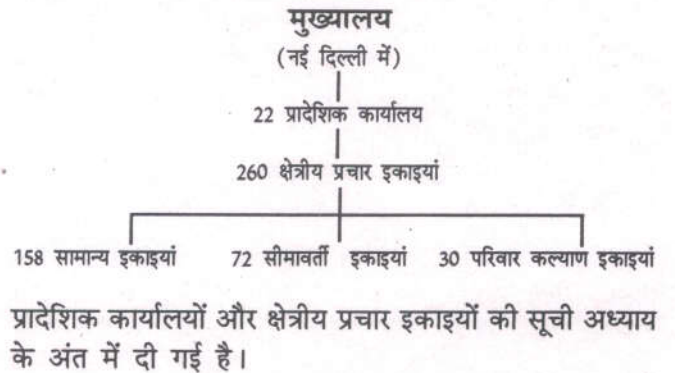 मुख्यालय
(नई दिल्ली में)
22 प्रादेशिक कार्यालय
260 क्षेत्रीय प्रचार इकाइयां
158 सामान्य इकाइयां 72 सीमावर्ती इकाइयां 30 परिवार कल्याण इकाइयां
प्रादेशिक कार्यालयों और क्षेत्रीय प्रचार इकाइयों की सूची अध्याय
के अंत में दी गई है।